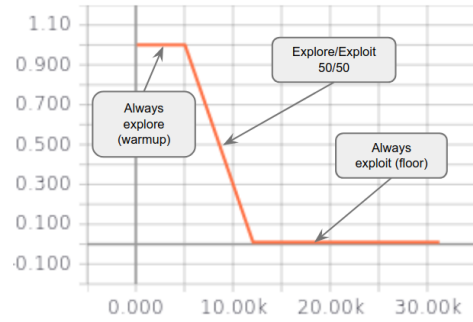 1.10
0.900
0.700
0.500
0.300
0.100
-0.100
0.000
10.00k
20.00k
30.00k
Always
explore
(warmup)
Explore/Exploit
50/50
Always
exploit (floor)